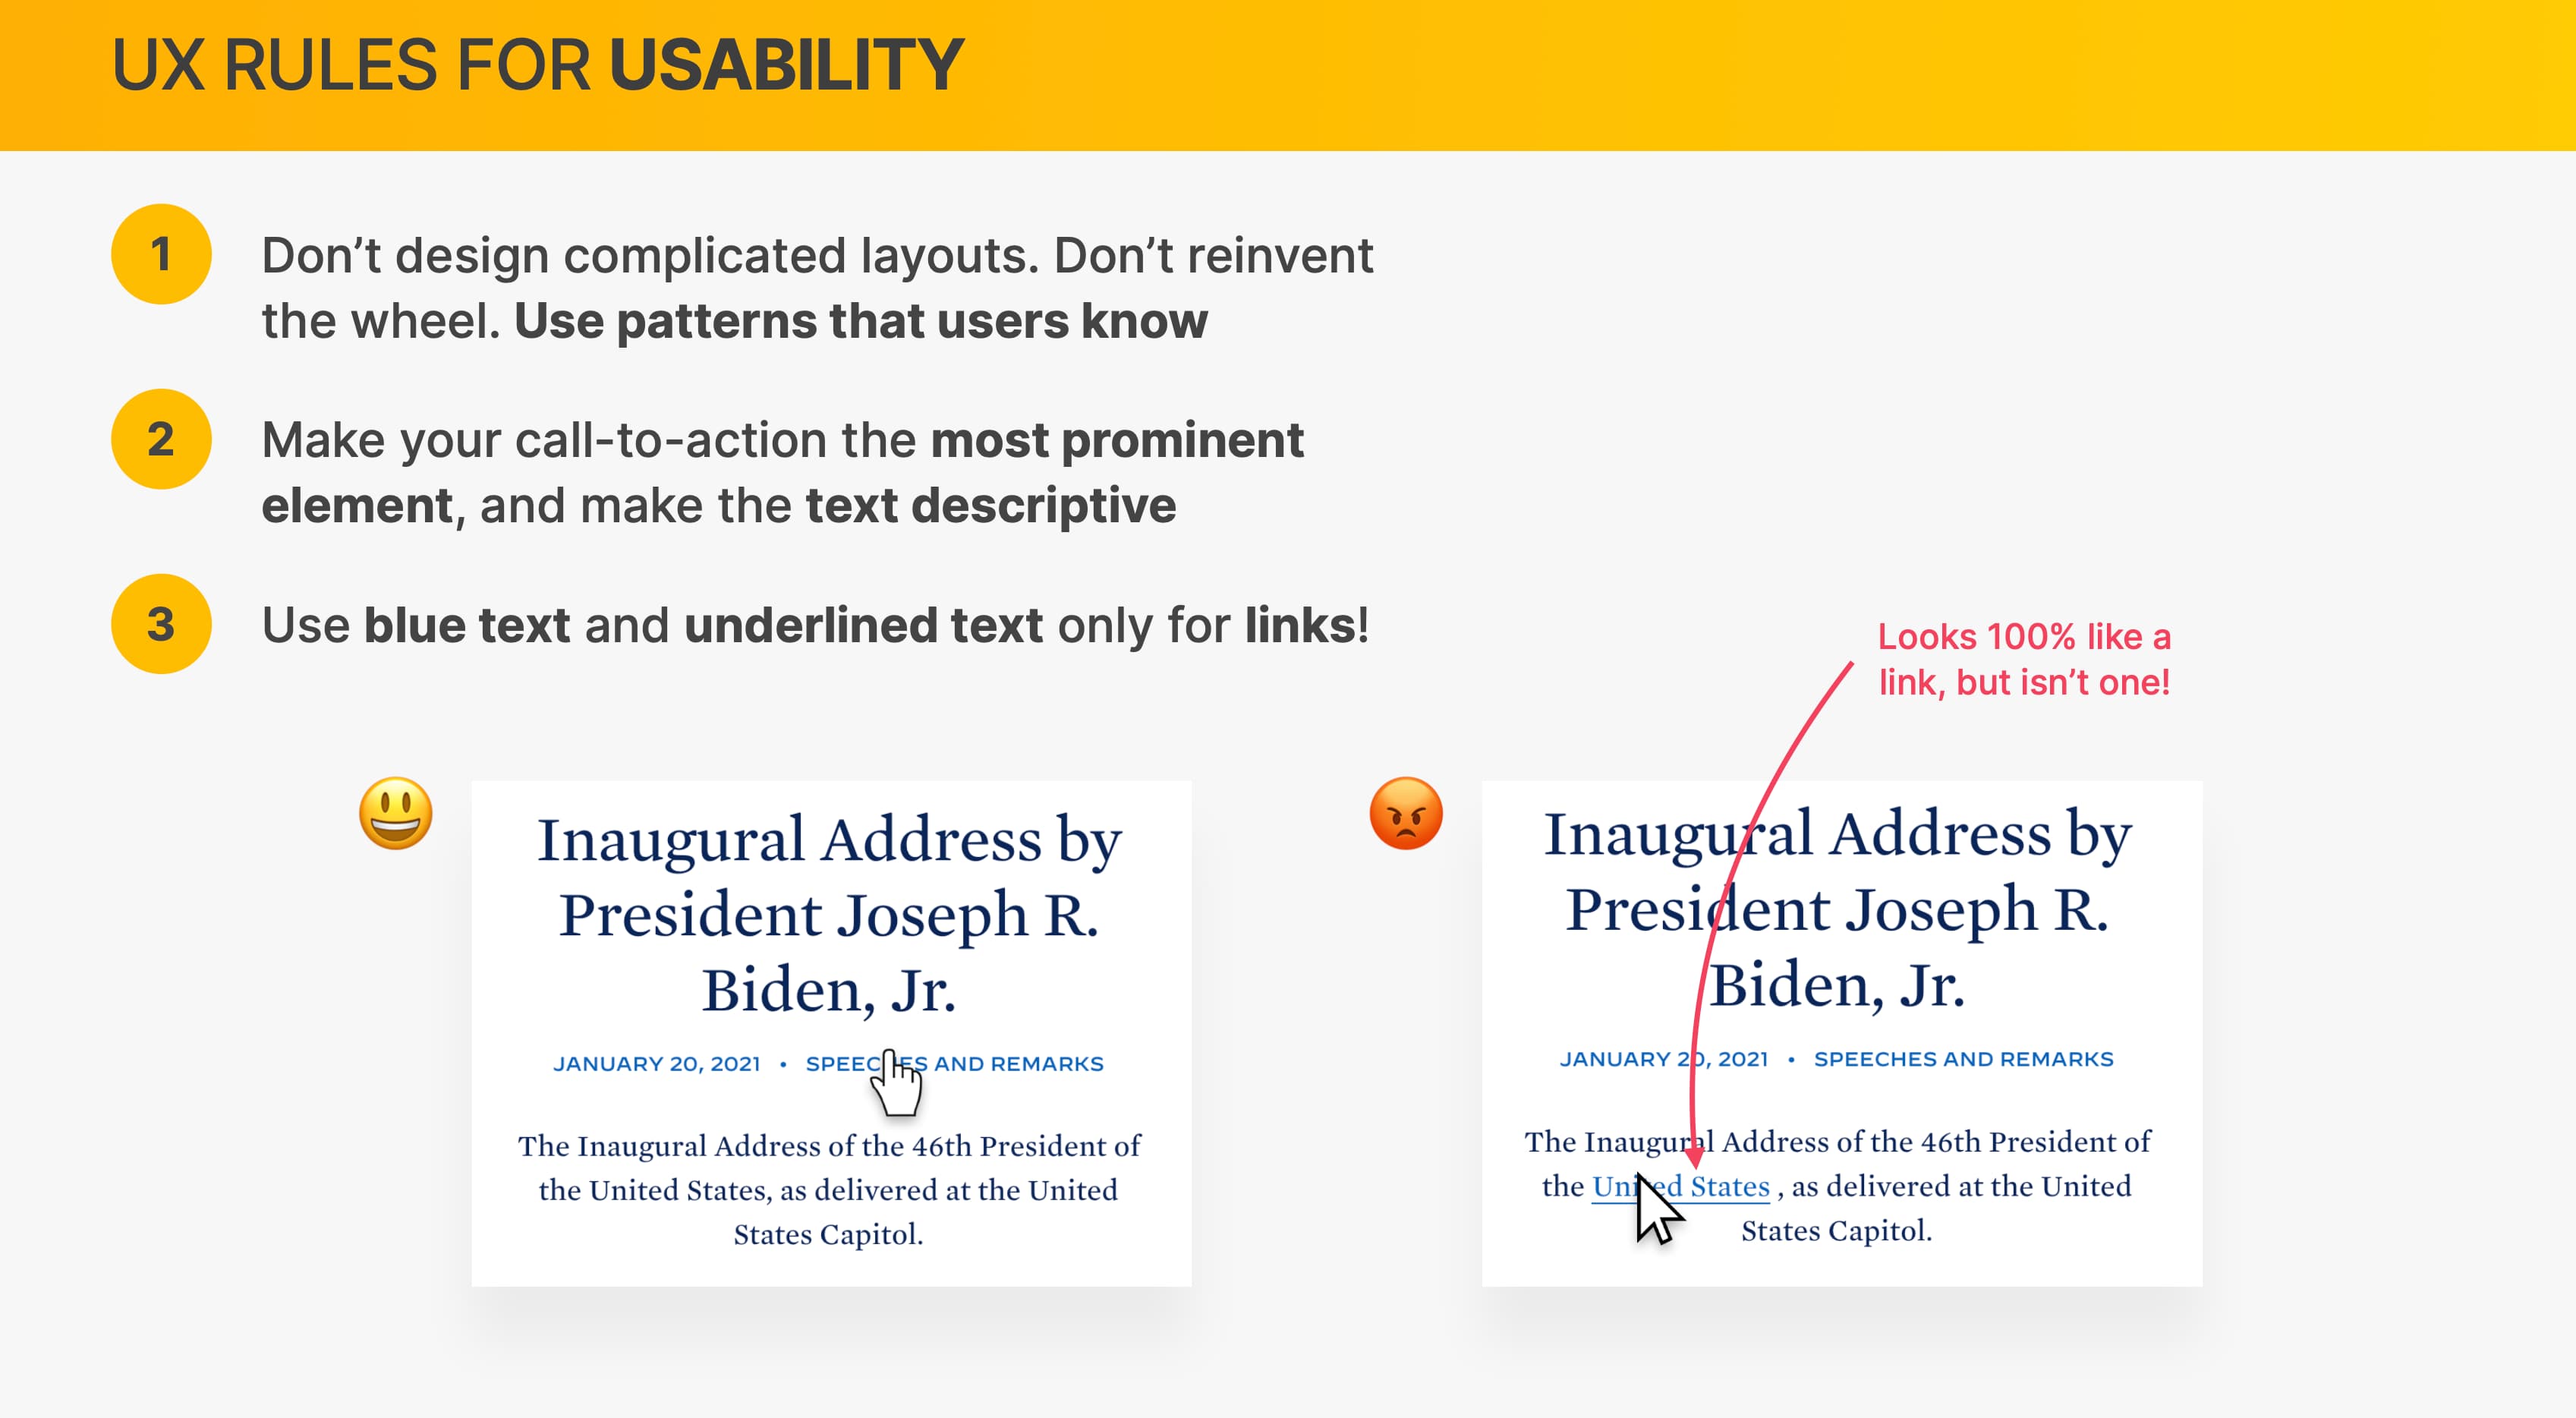 UX RULES FOR USABILITY
1
Don’t design complicated layouts. Don’t reinvent
the wheel. Use patterns that users know
2
Make your call-to-action the most prominent
element, and make the text descriptive
3
Use blue text and underlined text only for links!
Looks 100% like a
link, but isn’t one!
Inaugural Address by
President Joseph R.
Biden, Jr.
JANUARY 20, 2021 • SPEECHES AND REMARKS
The Inaugural Address of the 46th President of
the United States, as delivered at the United
States Capitol.
Inaugural Address by
President Joseph R.
Biden, Jr.
JANUARY 20, 2021 • SPEECHES AND REMARKS
The Inaugural Address of the 46th President of
the United States , as delivered at the United
States Capitol.